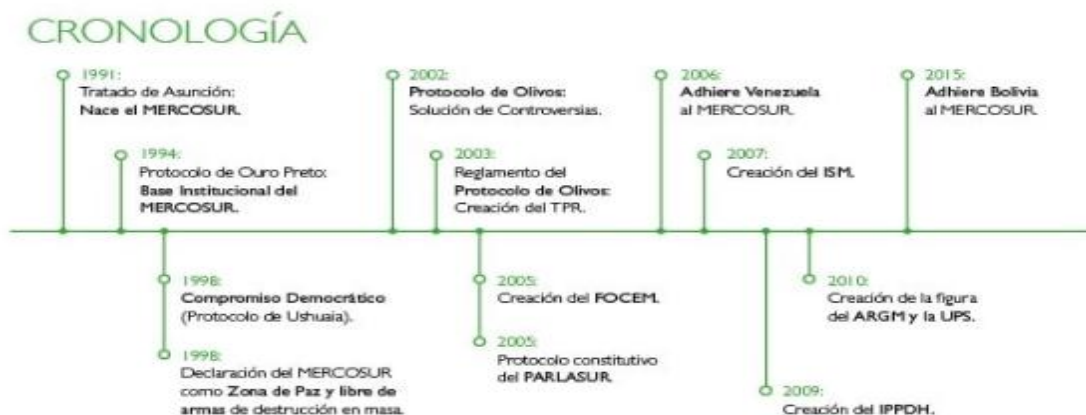 CRONOLOGÍA
1991:
Tratado de Asunción:
Nace el MERCOSUR.
1994:
Protocolo de Ouro Preto:
Base Institucional del
MERCOSUR.
1998:
Compromiso Democrático
(Protocolo de Ushuaia).
1998:
Declaración del MERCOSUR
como Zona de Paz y libre de
armas de destrucción en masa.
2002:
Protocolo de Olivos:
Solución de Controversias.
2003:
Reglamento del
Protocolo de Olivos:
Creación del TPR.
2005:
Creación del FOCEM.
2005:
Protocolo constitutivo
del PARLASUR
2006:
Adhiere Venezuela
al MERCOSUR.
2007:
Creación del ISM.
2009:
Creación del IPPDH.
2010:
Creación de la figura
del ARGM y la UPS.
2015:
Adhiere Bolivia
al MERCOSUR